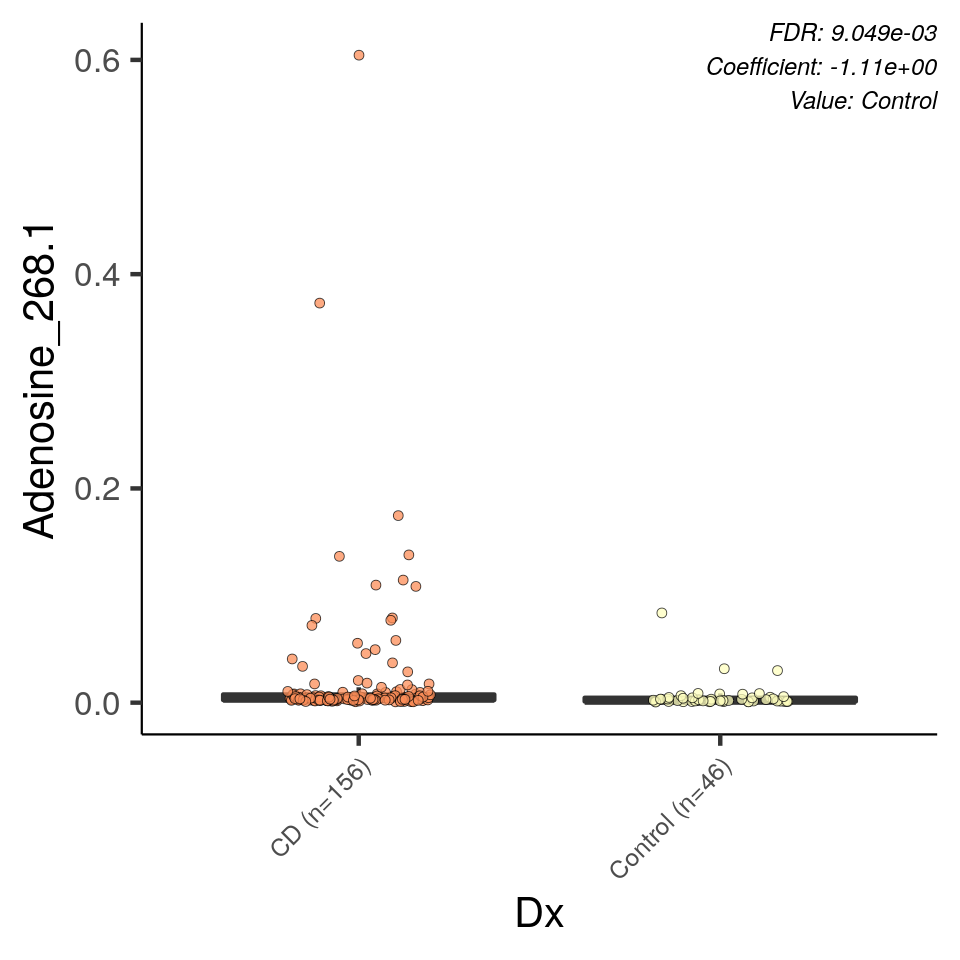 FDR: 9.049e-03
Coefficient: -1.11e+00
Value: Control
Adenosine_268.1
0.6
0.4
0.2
0.0
CD (n=156)
Control (n=46)
Dx